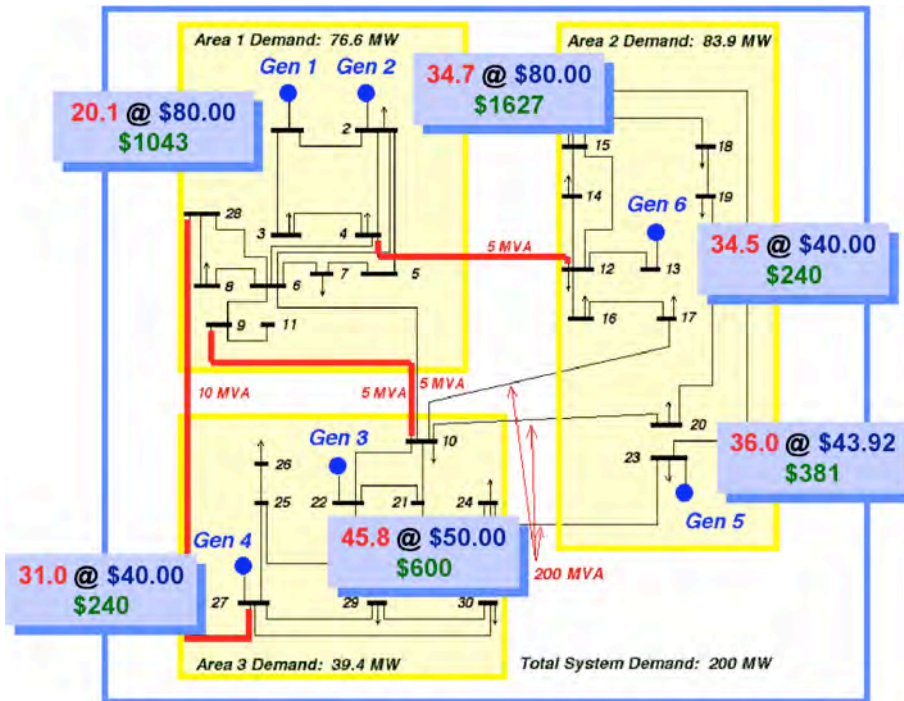 Area 1 Demand: 76.6 MW
Area 2 Demand: 83.9 MW
Gen 1
Gen 2
34.7 @ $80.00
$1627
20.1 @ $80.00
$1043
2
15
18
14
19
Gen 6
28
3
4
5 MVA
34.5 @ $40.00
$240
12
13
8
6
7
5
9
11
16
17
10 MVA
5 MVA
5 MVA
Gen 3
10
20
26
23
36.0 @ $43.92
$381
25
22
21
24
Gen 5
Gen 4
45.8 @ $50.00
$600
31.0 @ $40.00
$240
200 MVA
27
29
30
Area 3 Demand: 39.4 MW
Total System Demand: 200 MW